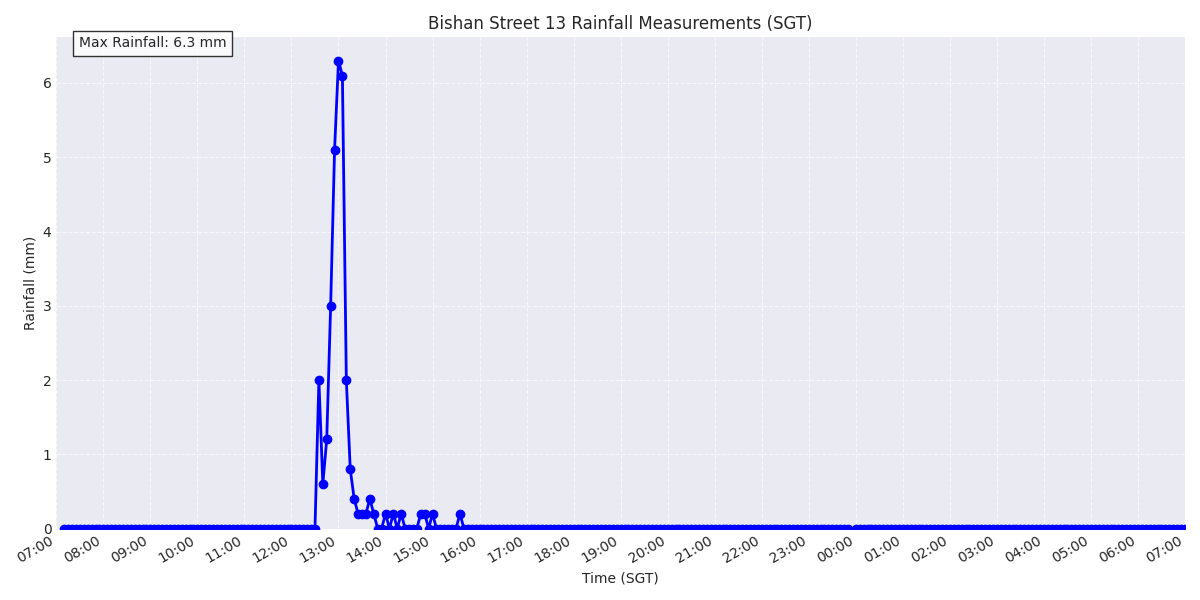 Bishan Street 13 Rainfall Measurements (SGT)
Max Rainfall: 6.3 mm
6
5
4
3
2
1
0
Rainfall (mm)
07:00 08:00 09:00 10:00 11:00 12:00 13:00 14:00 15:00 16:00 17:00 18:00 19:00 20:00 21:00 22:00 23:00 00:00 01:00 02:00 03:00 04:00 05:00 06:00 07:00
Time (SGT)